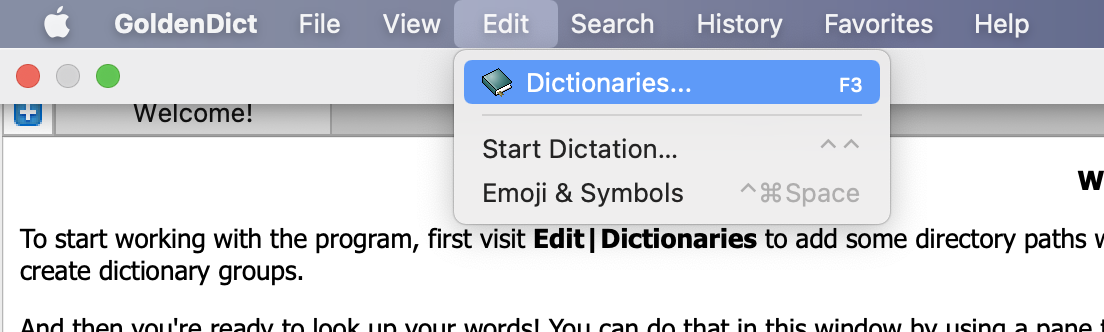 GoldenDict File View Edit Search History Favorites Help
Dictionaries... F3
Welcome!
Start Dictation... ^ ^
Emoji & Symbols ^⌘Space
To start working with the program, first visit Edit|Dictionaries to add some directory paths
create dictionary groups.
And then you're ready to look up your words! You can do that in this window by using a pane